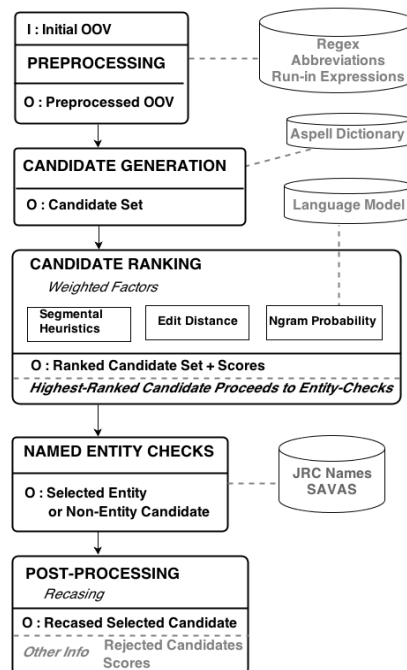 I : Initial OOV
PREPROCESSING
O : Preprocessed OOV
Regex
Abbreviations
Run-in Expressions
Aspell Dictionary
CANDIDATE GENERATION
O : Candidate Set
Language Model
CANDIDATE RANKING
Weighted Factors
Segmental
Heuristics
Edit Distance
Ngram Probability
O : Ranked Candidate Set + Scores
Highest-Ranked Candidate Proceeds to Entity-Checks
NAMED ENTITY CHECKS
O : Selected Entity
or Non-Entity Candidate
JRC Names
SAVAS
POST-PROCESSING
Recasing
O : Recased Selected Candidate
Other Info Rejected Candidates
Scores